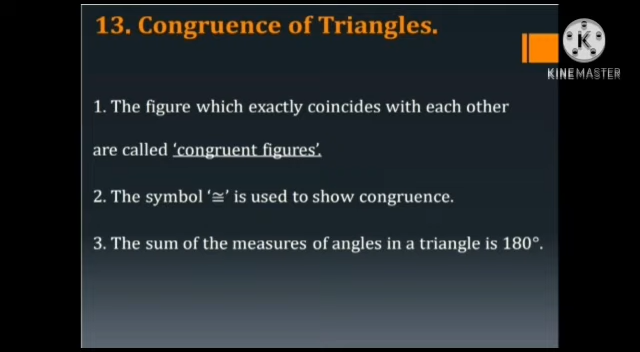 13. Congruence of Triangles.
KINEMASTER
1. The figure which exactly coincides with each other
are called ‘congruent figures’.
2. The symbol ‘≅’ is used to show congruence.
3. The sum of the measures of angles in a triangle is 180°.